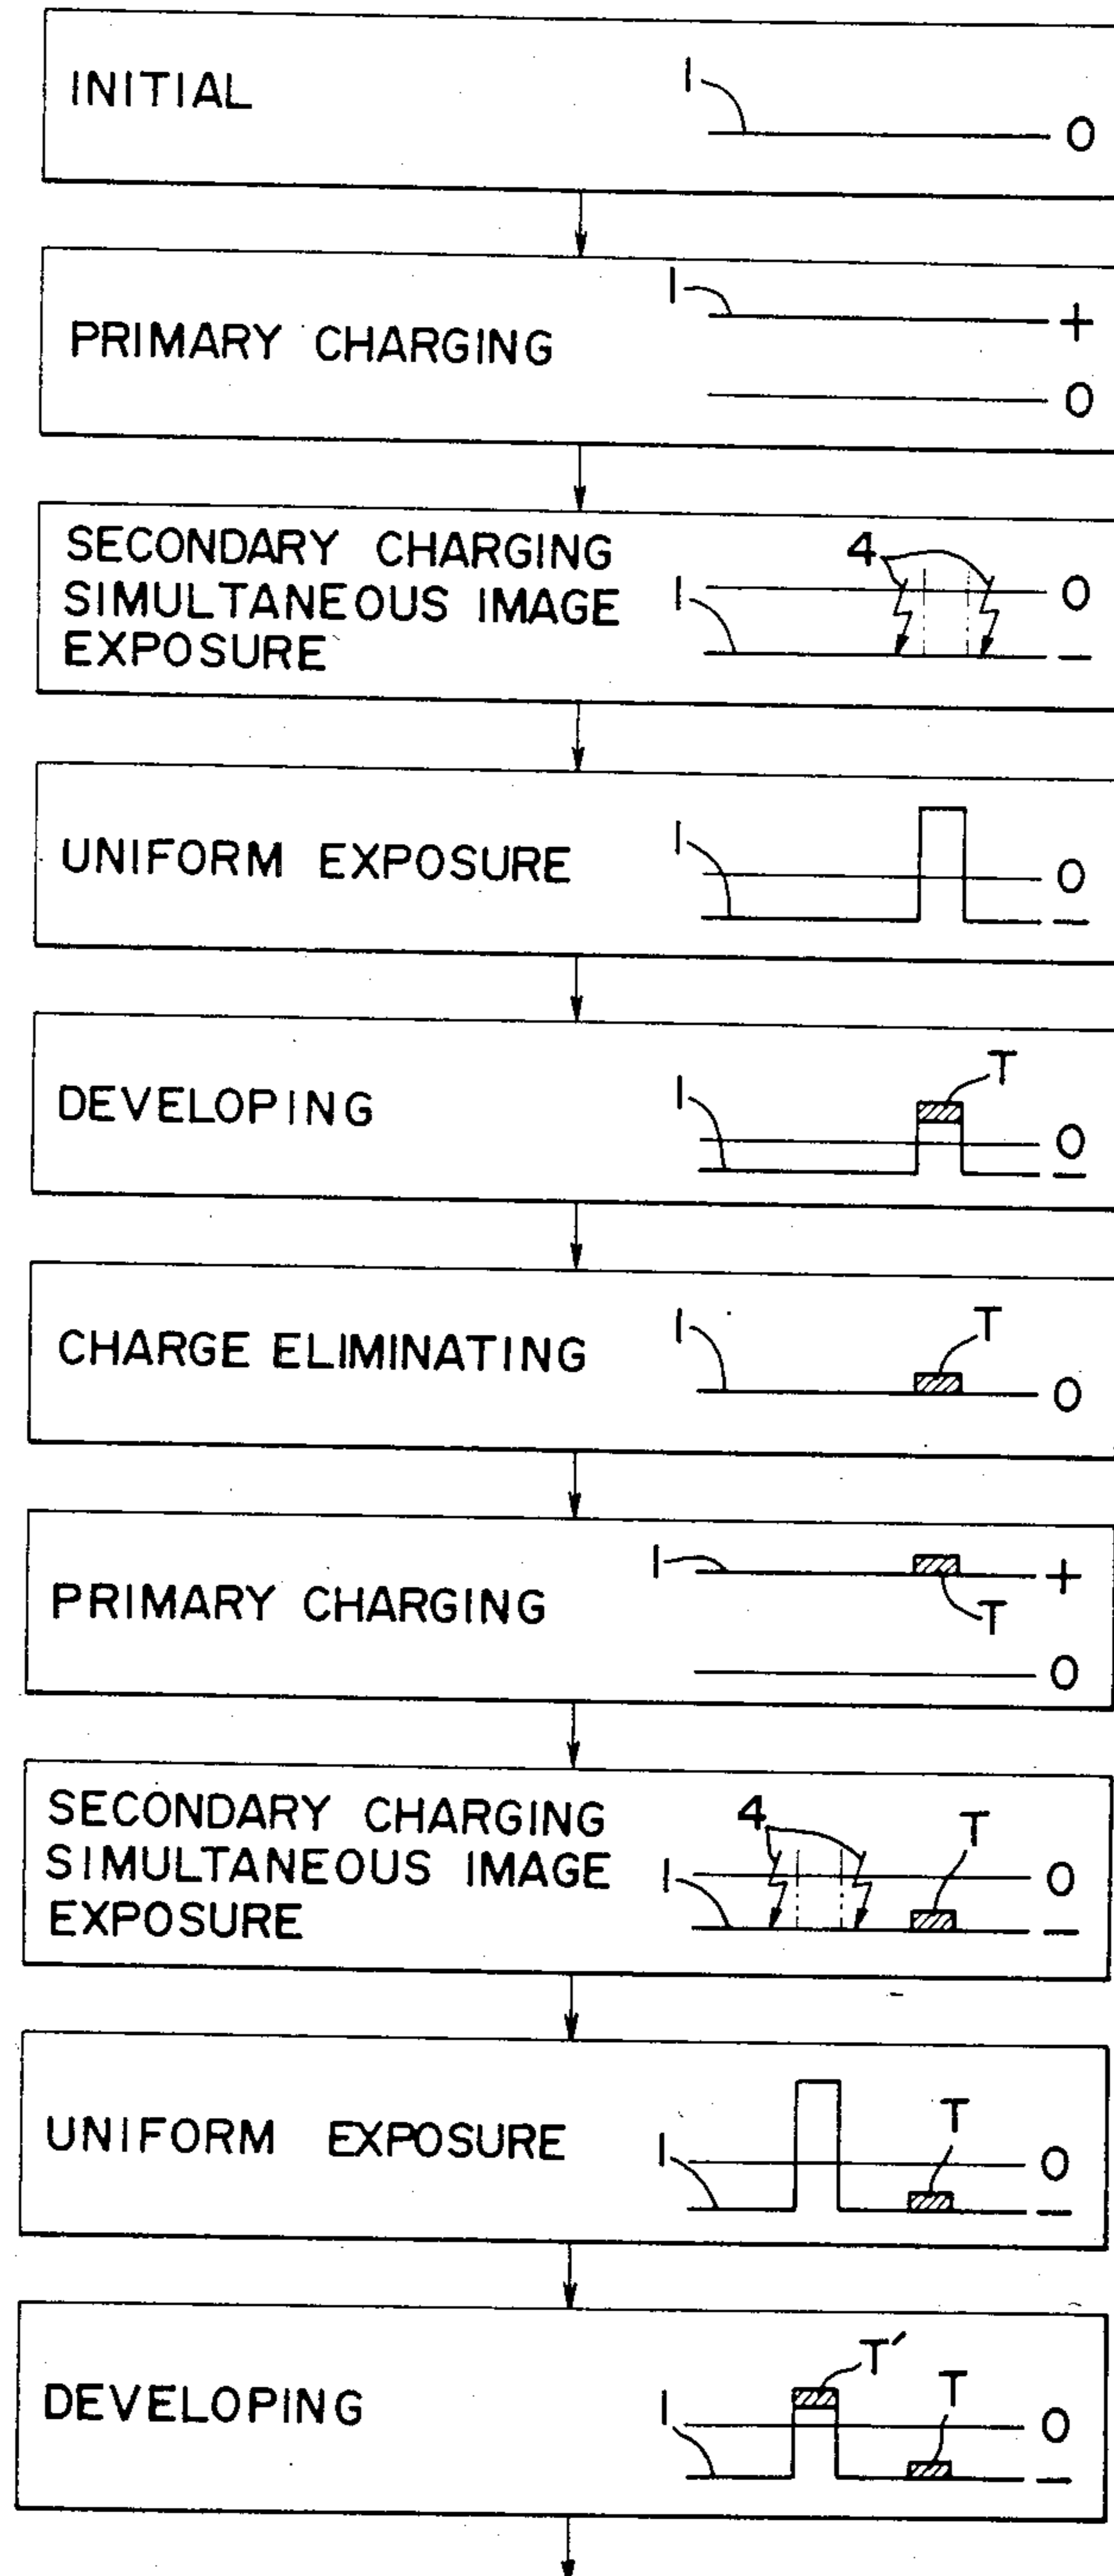 INITIAL
1
0
PRIMARY CHARGING
1
+
0
SECONDARY CHARGING
SIMULTANEOUS IMAGE
EXPOSURE
4
1
0
−
UNIFORM EXPOSURE
1
0
−
DEVELOPING
1
T
0
−
CHARGE ELIMINATING
1
T
0
PRIMARY CHARGING
1
+
T
0
SECONDARY CHARGING
SIMULTANEOUS IMAGE
EXPOSURE
4
T
1
0
−
UNIFORM EXPOSURE
1
T
0
−
DEVELOPING
T′
T
1
0
−